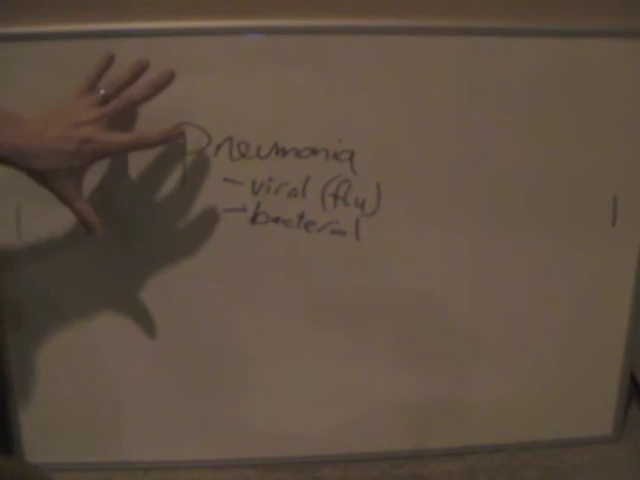 Pneumonia
- viral (flu)
- bacterial